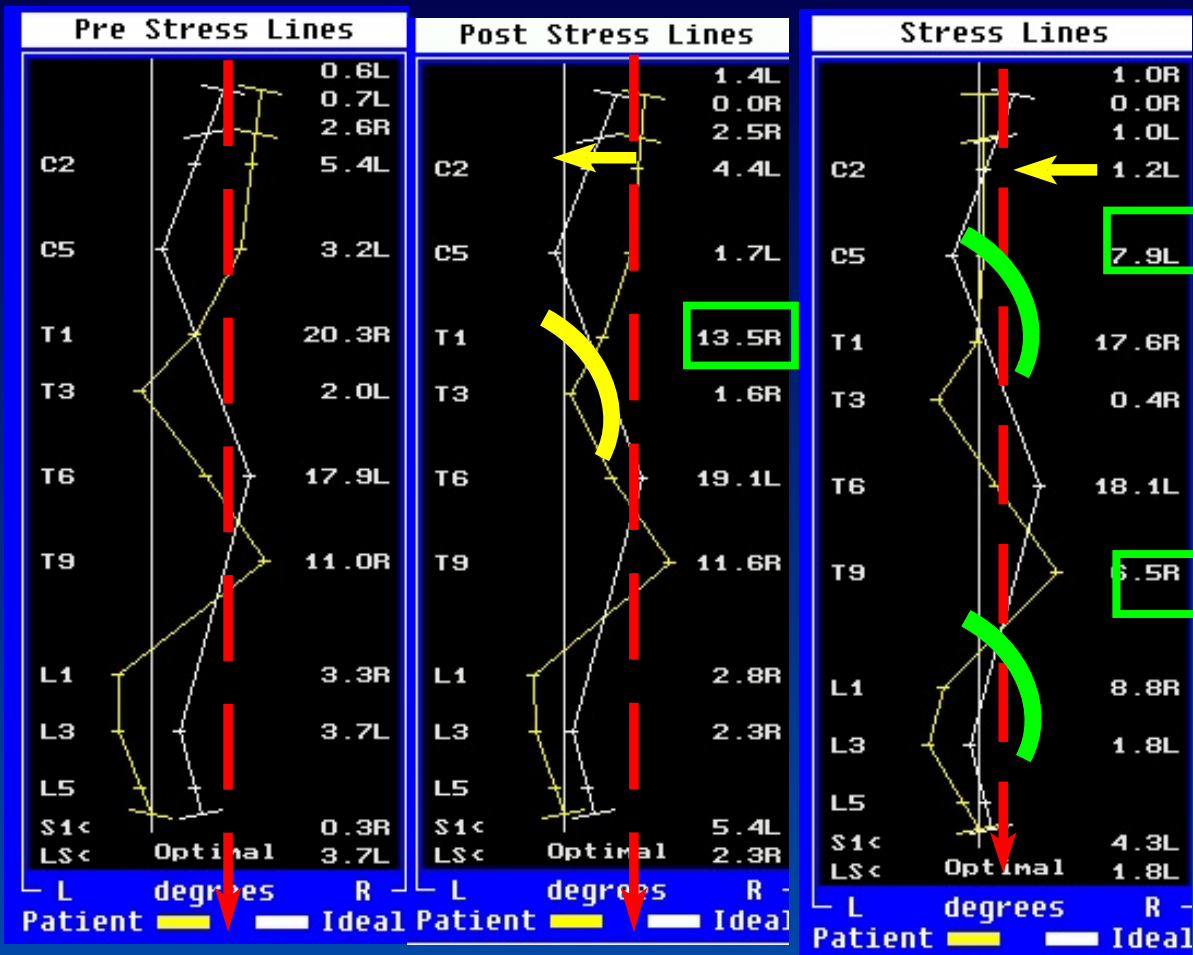 Pre Stress Lines
0.6L
0.7L
2.6R
C2 5.4L
C5 3.2L
T1 20.3R
T3 2.0L
T6 17.9L
T9 11.0R
L1 3.3R
L3 3.7L
L5
S1< 0.3R
LS< Optimal 3.7L
L degrees R
Patient Ideal
Post Stress Lines
1.4L
0.0R
2.5R
C2 4.4L
C5 1.7L
T1 13.5R
T3 1.6R
T6 19.1L
T9 11.6R
L1 2.8R
L3 2.3R
L5
S1< 5.4L
LS< Optimal 2.3R
L degrees R
Patient Ideal
Stress Lines
1.0R
0.0R
1.0L
C2 1.2L
C5 7.9L
T1 17.6R
T3 0.4R
T6 18.1L
T9 6.5R
L1 8.8R
L3 1.8L
L5
S1< 4.3L
LS< Optimal 1.8L
L degrees R
Patient Ideal